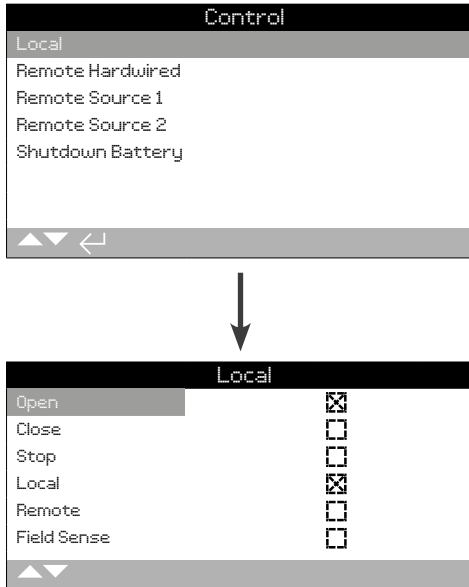 Control
Local
Remote Hardwired
Remote Source 1
Remote Source 2
Shutdown Battery
Local
Open
Close
Stop
Local
Remote
Field Sense